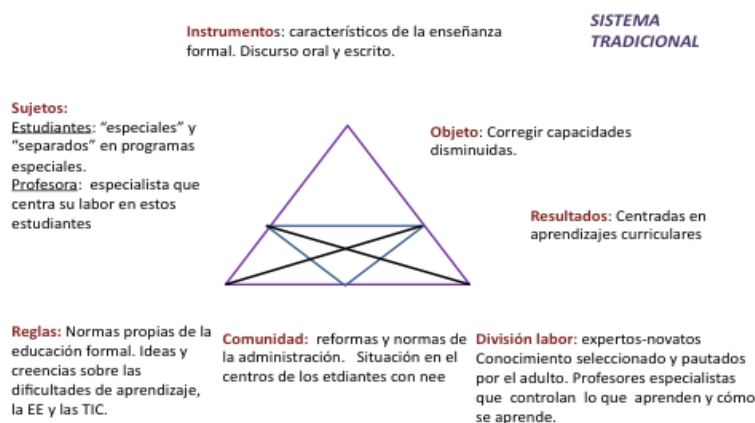 SISTEMA
TRADICIONAL
Instrumentos: característicos de la enseñanza
formal. Discurso oral y escrito.
Sujetos:
Estudiantes: “especiales” y
“separados” en programas
especiales.
Profesora: especialista que
centra su labor en estos
estudiantes
Objeto: Corregir capacidades
disminuidas.
Resultados: Centradas en
aprendizajes curriculares
Reglas: Normas propias de la
educación formal. Ideas y
creencias sobre las
dificultades de aprendizaje,
la EE y las TIC.
Comunidad: reformas y normas de
la administración. Situación en el
centros de los etdiantes con nee
División labor: expertos-novatos
Conocimiento seleccionado y pautados
por el adulto. Profesores especialistas
que controlan lo que aprenden y cómo
se aprende.